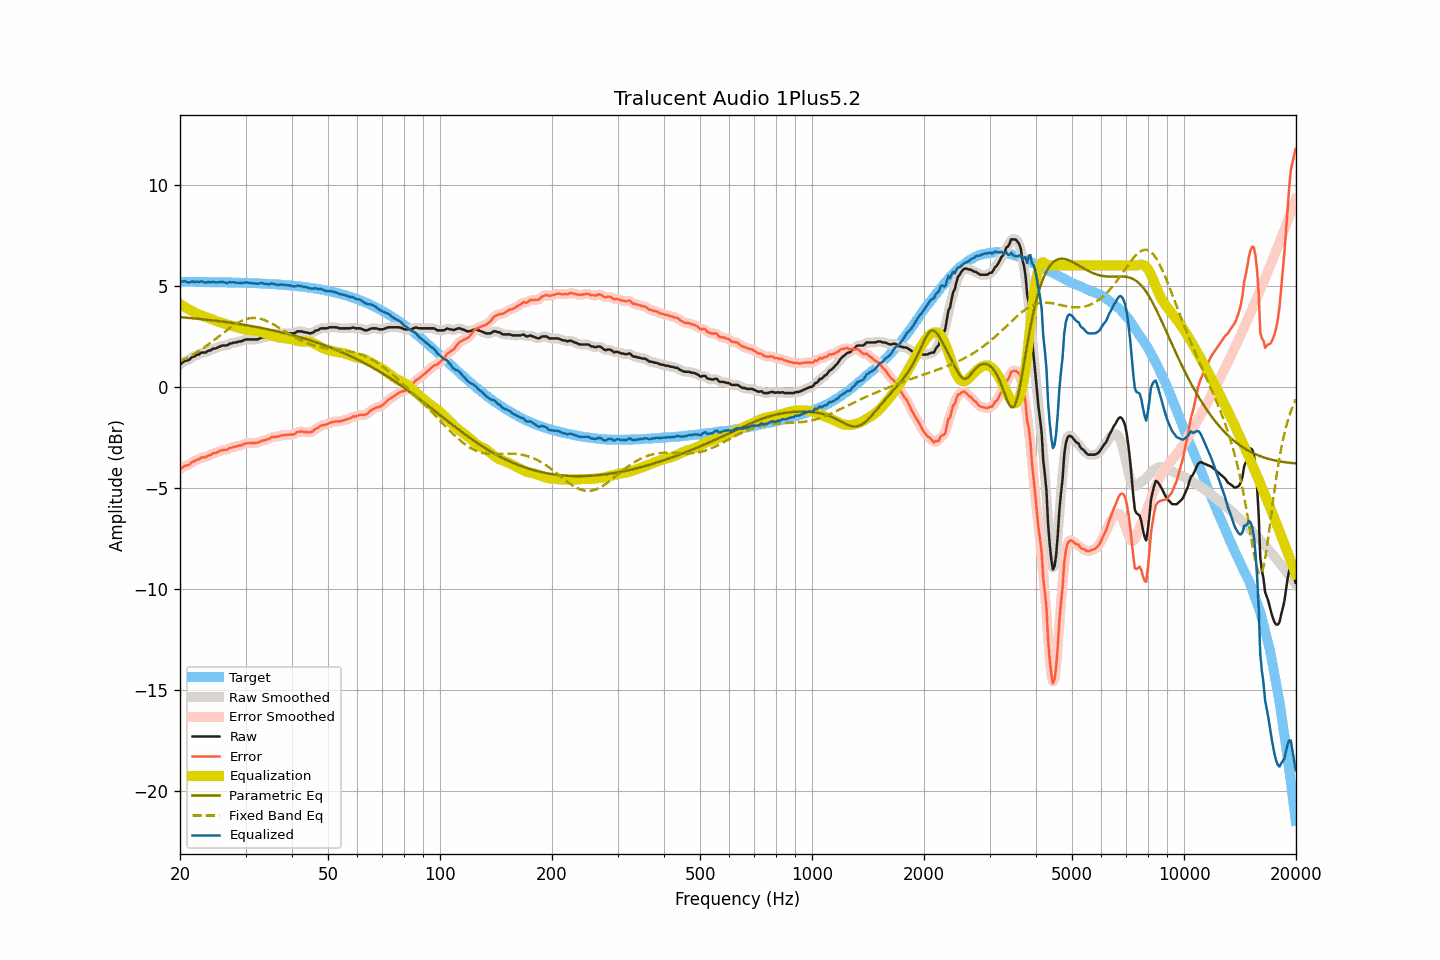 Tralucent Audio 1Plus5.2
Amplitude (dBr)
10
5
0
−5
−10
−15
−20
Target
Raw Smoothed
Error Smoothed
Raw
Error
Equalization
Parametric Eq
Fixed Band Eq
Equalized
20 50 100 200 500 1000 2000 5000 10000 20000
Frequency (Hz)